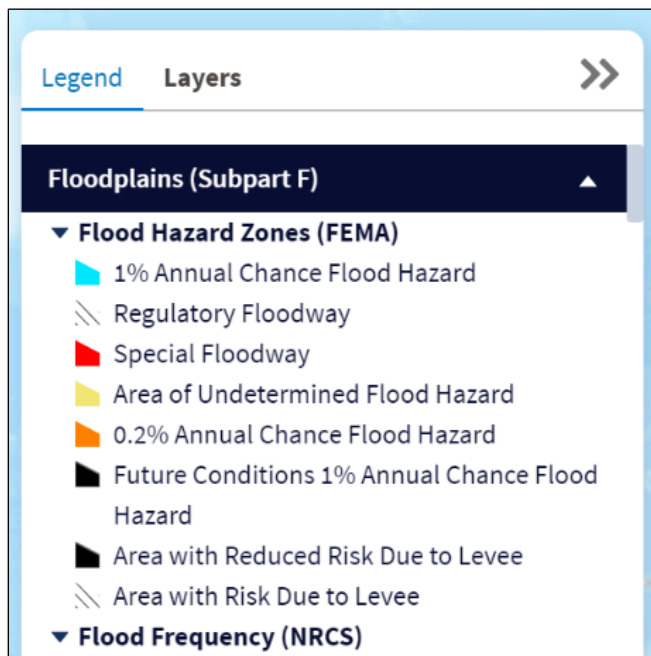 Legend Layers
Floodplains (Subpart F)
Flood Hazard Zones (FEMA)
1% Annual Chance Flood Hazard
Regulatory Floodway
Special Floodway
Area of Undetermined Flood Hazard
0.2% Annual Chance Flood Hazard
Future Conditions 1% Annual Chance Flood
Hazard
Area with Reduced Risk Due to Levee
Area with Risk Due to Levee
Flood Frequency (NRCS)